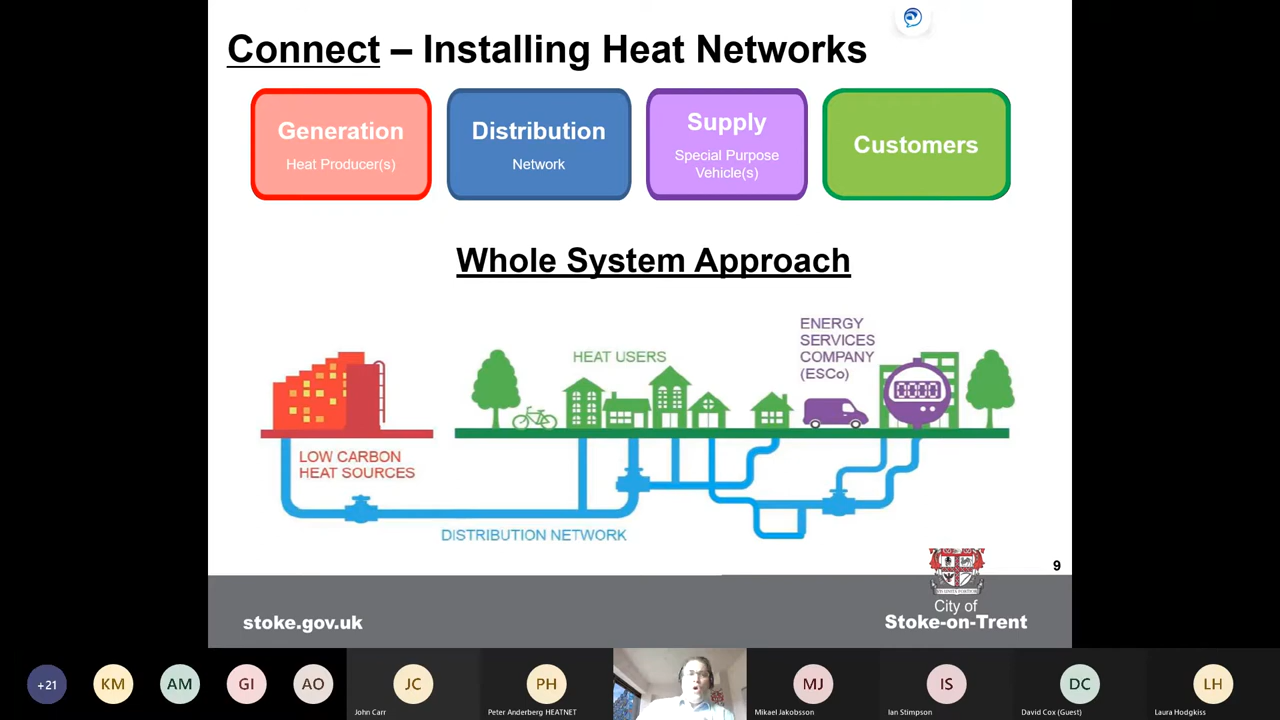 Connect – Installing Heat Networks
Generation
Heat Producer(s)
Distribution
Network
Supply
Special Purpose
Vehicle(s)
Customers
Whole System Approach
HEAT USERS
ENERGY
SERVICES
COMPANY
(ESCo)
LOW CARBON
HEAT SOURCES
DISTRIBUTION NETWORK
9
stoke.gov.uk
City of
Stoke-on-Trent
+21
KM
AM
GI
AO
JC
John Carr
PH
Peter Anderberg HEATNET
MJ
Mikael Jakobsson
IS
Ian Stimpson
DC
David Cox (Guest)
LH
Laura Hodgkiss